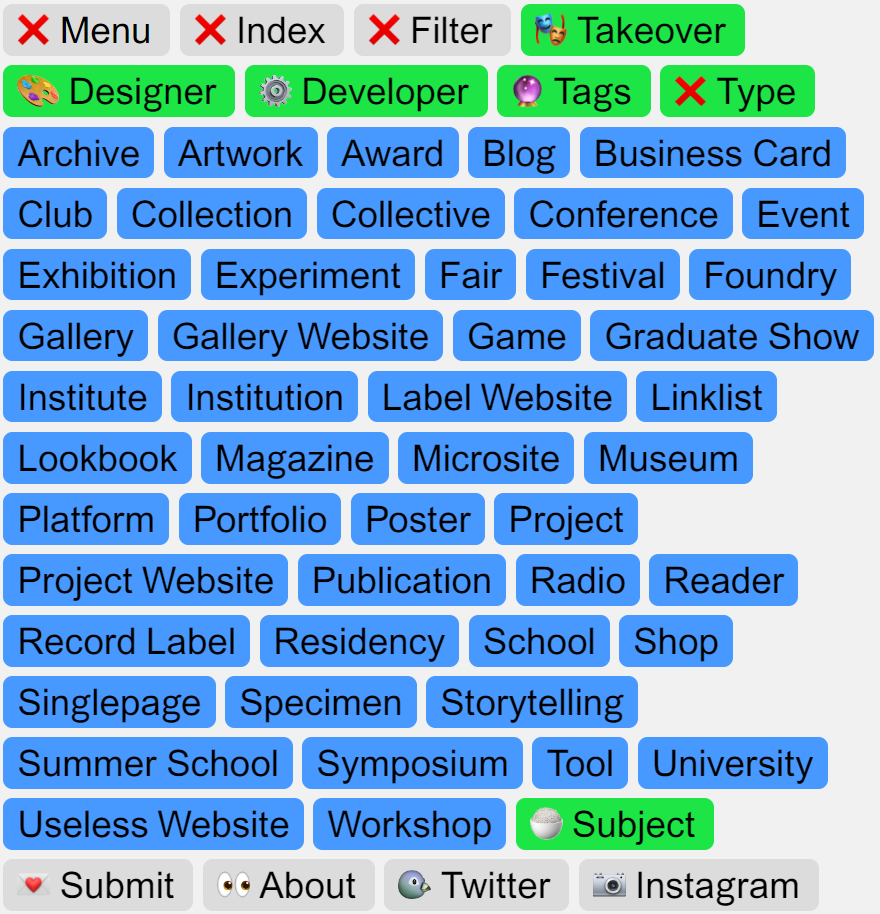 ❌ Menu ❌ Index ❌ Filter 🎭 Takeover
🎨 Designer ⚙️ Developer 🔮 Tags ❌ Type
Archive Artwork Award Blog Business Card
Club Collection Collective Conference Event
Exhibition Experiment Fair Festival Foundry
Gallery Gallery Website Game Graduate Show
Institute Institution Label Website Linklist
Lookbook Magazine Microsite Museum
Platform Portfolio Poster Project
Project Website Publication Radio Reader
Record Label Residency School Shop
Singlepage Specimen Storytelling
Summer School Symposium Tool University
Useless Website Workshop 🍚 Subject
💌 Submit 👀 About 🐦 Twitter 📷 Instagram